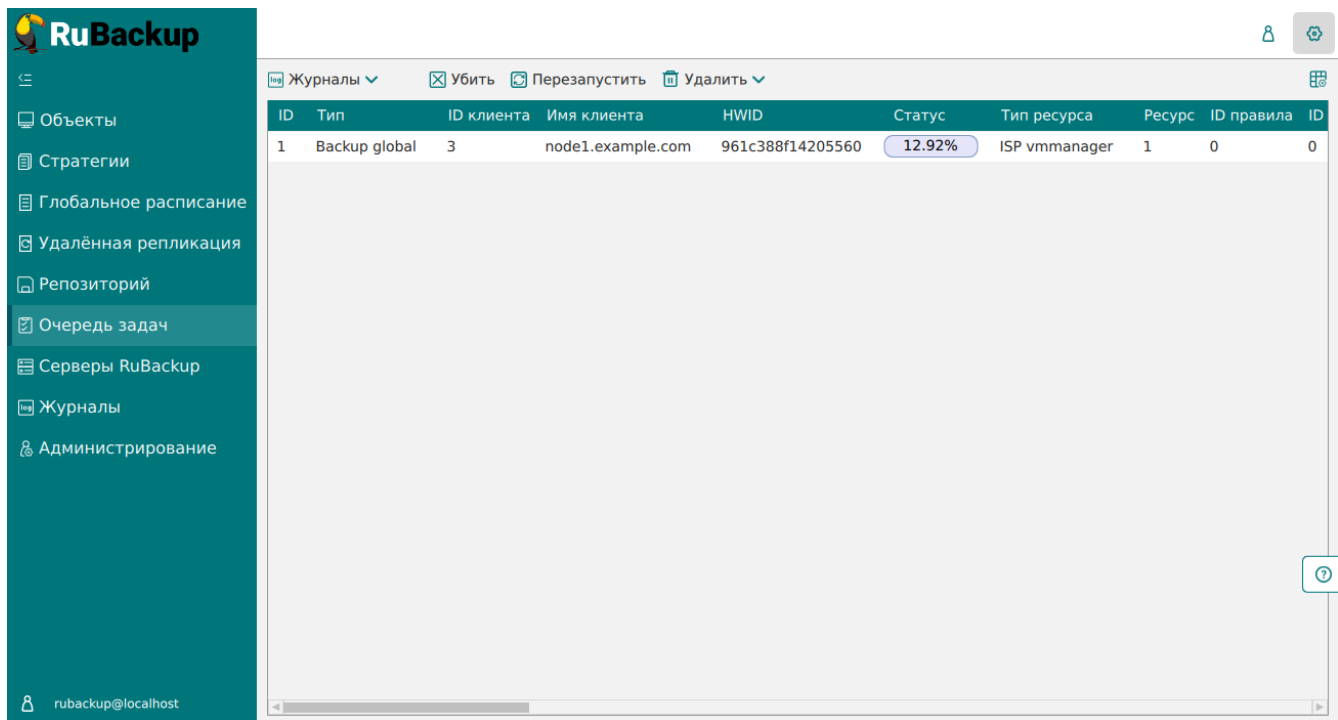 RuBackup
Журналы Убить Перезапустить Удалить
Объекты
Стратегии
Глобальное расписание
Удалённая репликация
Репозиторий
Очередь задач
Серверы RuBackup
Журналы
Администрирование
rubackup@localhost
ID Тип ID клиента Имя клиента HWID Статус Тип ресурса Ресурс ID правила ID
1 Backup global 3 node1.example.com 961c388f14205560 12.92% ISP vmmanager 1 0 0